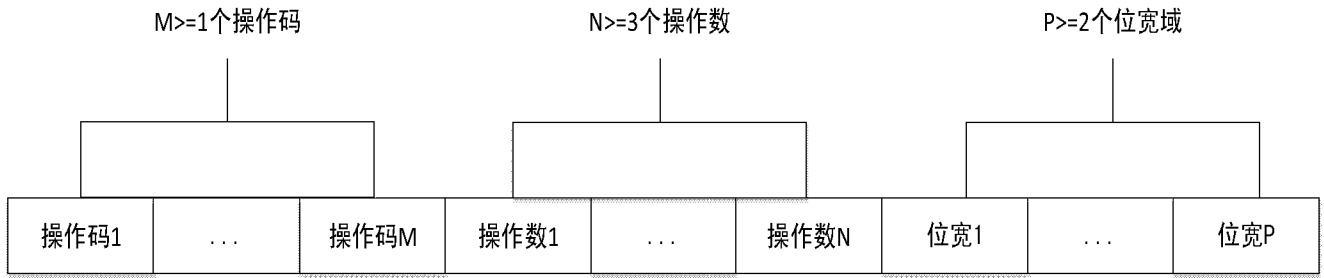 M>=1个操作码 N>=3个操作数 P>=2个位宽域
操作码1 ... 操作码M 操作数1 ... 操作数N 位宽1 ... 位宽P